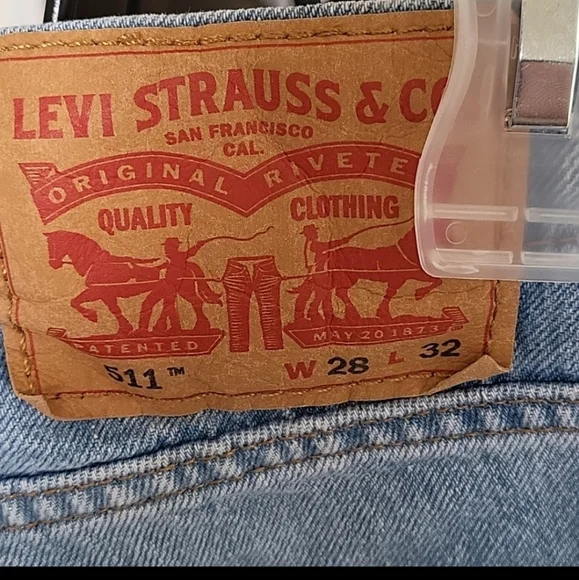 LEVI STRAUSS & CO
SAN FRANCISCO
CAL.
ORIGINAL RIVETE
QUALITY CLOTHING
PATENTED MAY 20 1873
511™ W 28 L 32